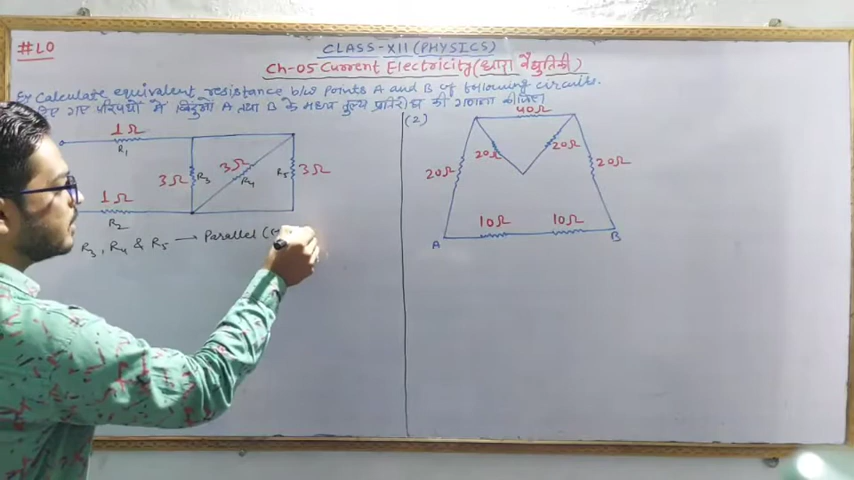 #L0
CLASS-XII (PHYSICS)
Ch-05 Current Electricity (धारा वैद्युतिकी)
Ex Calculate equivalent resistance b/w points A and B of following circuits.
दिए गए परिपथों में बिंदुओं A तथा B के मध्य तुल्य प्रतिरोध की गणना कीजिए।
1Ω
R₁
3Ω
R₃
3Ω
R₄
R₅
3Ω
1Ω
R₂
R₃, R₄ & R₅ → Parallel
(2)
40Ω
20Ω
20Ω
20Ω
20Ω
10Ω
10Ω
A
B